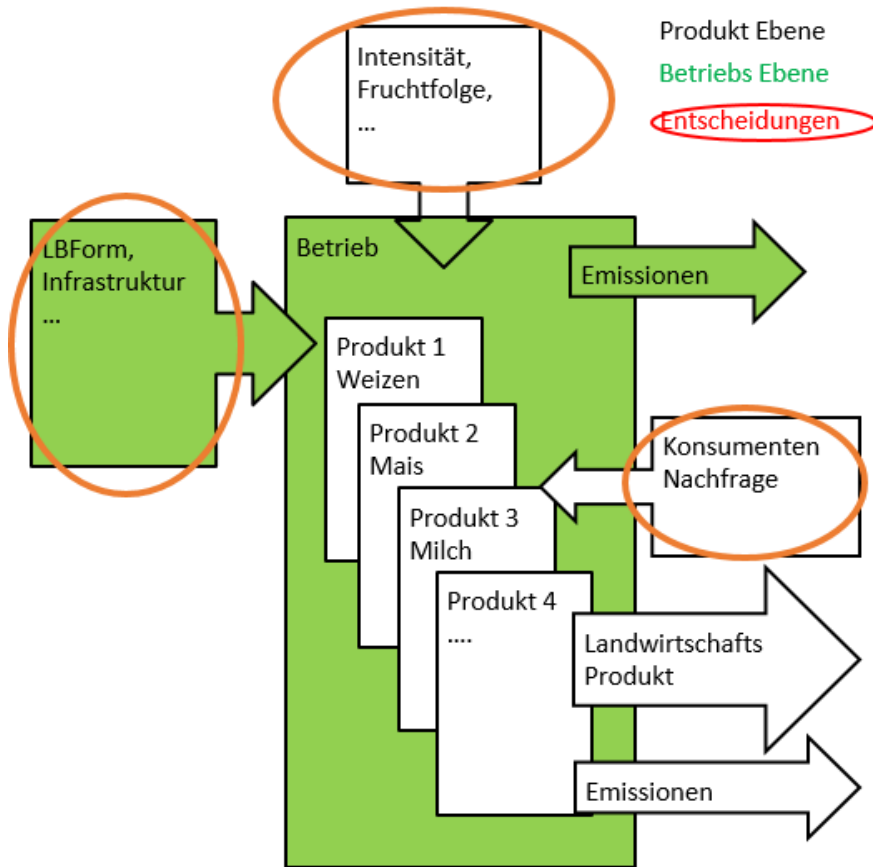 Intensität,
Fruchtfolge,
...
Produkt Ebene
Betriebs Ebene
Entscheidungen
LBForm,
Infrastruktur
...
Betrieb
Emissionen
Produkt 1
Weizen
Produkt 2
Mais
Produkt 3
Milch
Produkt 4
....
Konsumenten
Nachfrage
Landwirtschafts
Produkt
Emissionen